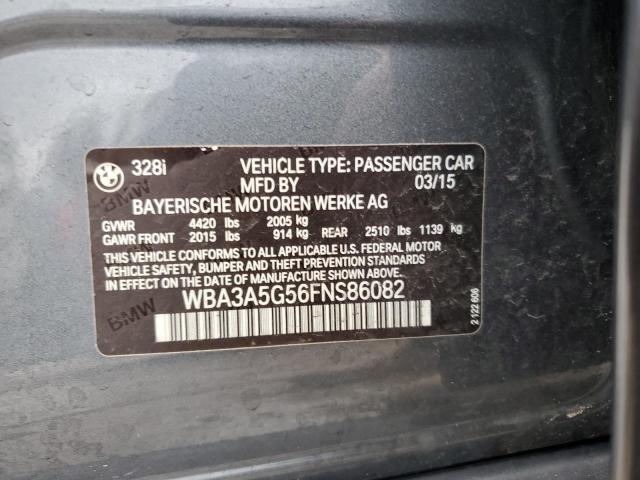 328i VEHICLE TYPE: PASSENGER CAR
MFD BY 03/15
BAYERISCHE MOTOREN WERKE AG
GVWR 4420 lbs 2005 kg
GAWR FRONT 2015 lbs 914 kg REAR 2510 lbs 1139 kg
THIS VEHICLE CONFORMS TO ALL APPLICABLE U.S. FEDERAL MOTOR
VEHICLE SAFETY, BUMPER, AND THEFT PREVENTION STANDARDS
IN EFFECT ON THE DATE OF MANUFACTURE SHOWN ABOVE.
WBA3A5G56FNS86082
2 122 606
BMW
BMW